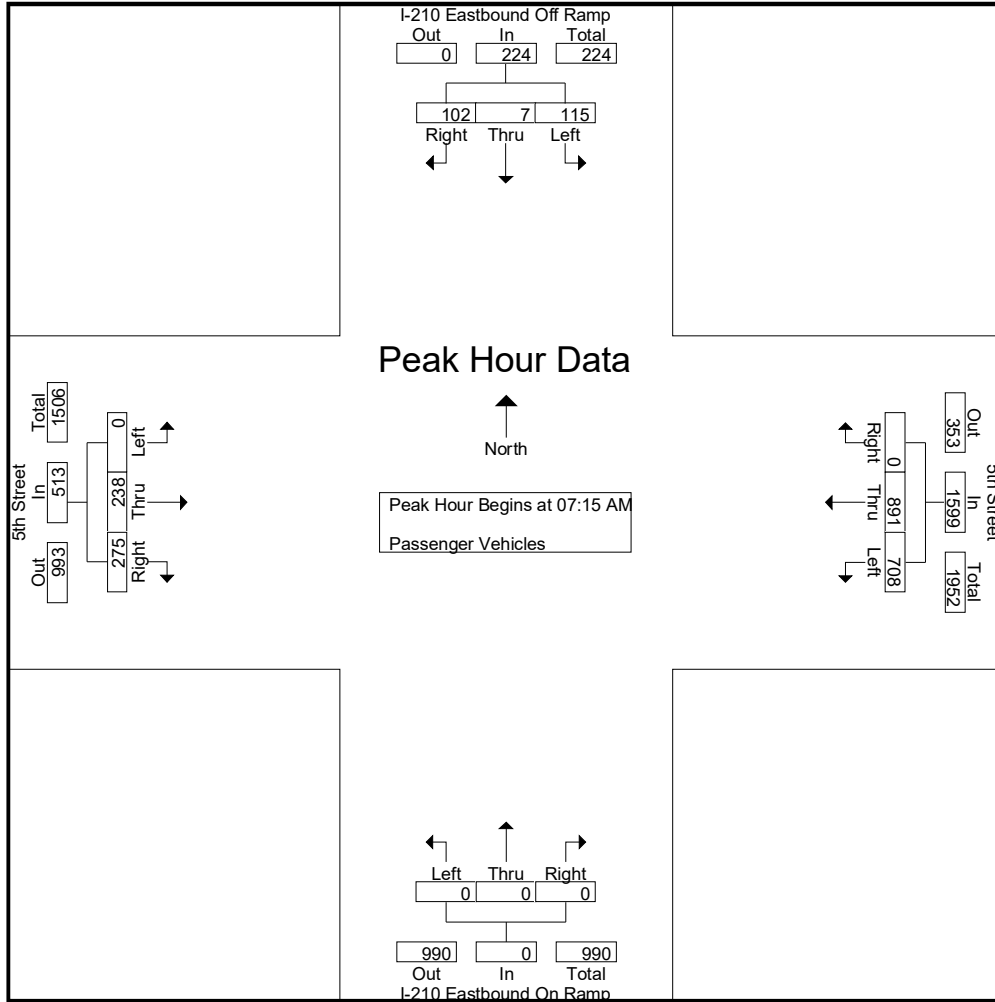 I-210 Eastbound Off Ramp
Out In Total
0 224 224
102 7 115
Right Thru Left
Peak Hour Data
North
Peak Hour Begins at 07:15 AM
Passenger Vehicles
5th Street
Total In Out
1506 513 993
0 238 275
Left Thru Right
Right Thru Left
0 891 708
353 1599 1952
Out In Total
5th Street
Left Thru Right
0 0 0
990 0 990
Out In Total
I-210 Eastbound On Ramp